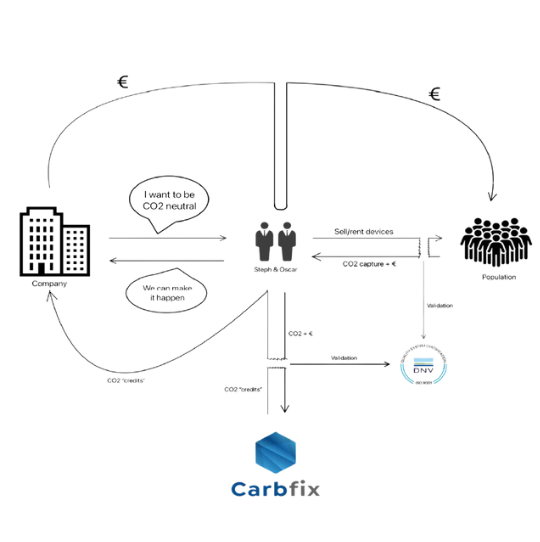 €
€
I want to be
CO2 neutral
Sell/rent devices
Steph & Oscar
CO2 capture + €
Company
Population
We can make
it happen
Validation
CO2 + €
Validation
DNV
CO2 "credits"
CO2 "credits"
Carbfix